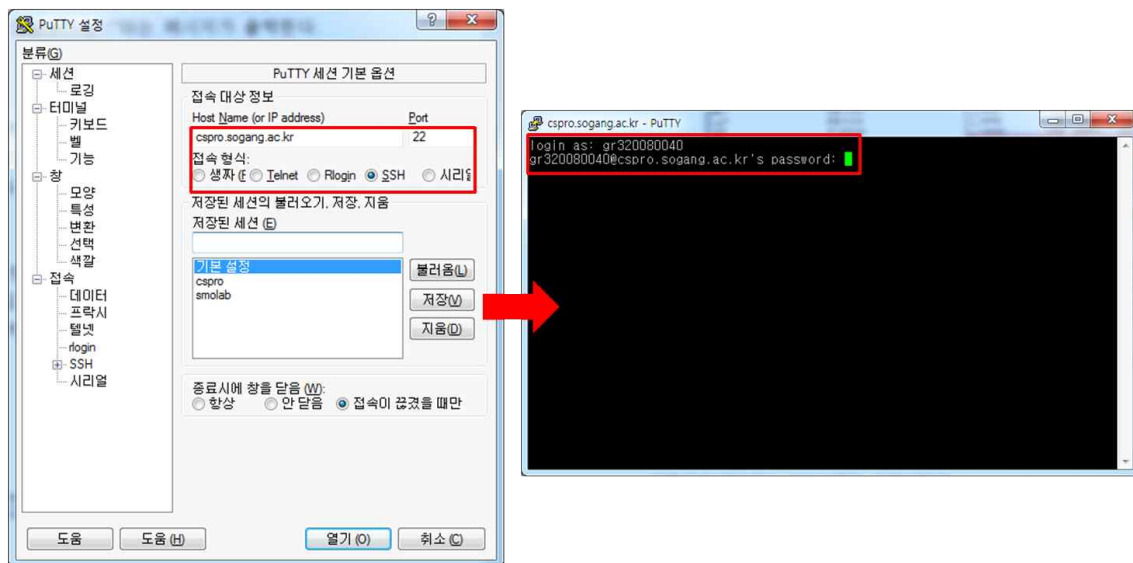 PuTTY 설정
분류(G)
세션
로깅
터미널
키보드
벨
기능
창
모양
특성
변환
선택
색깔
접속
데이터
프락시
텔넷
rlogin
SSH
시리얼
PuTTY 세션 기본 옵션
접속 대상 정보
Host Name (or IP address) Port
cspro.sogang.ac.kr 22
접속 형식:
생짜 Telnet Rlogin SSH 시리얼
저장된 세션의 불러오기, 저장, 지움
저장된 세션 (E)
기본 설정
cspro
smolab
불러옴(L)
저장(V)
지움(D)
종료시에 창을 닫음 (W):
항상 안 닫음 접속이 끊겼을 때만
도움 도움 (H) 열기 (O) 취소 (C)
cspro.sogang.ac.kr - PuTTY
login as: gr320080040
gr320080040@cspro.sogang.ac.kr's password: